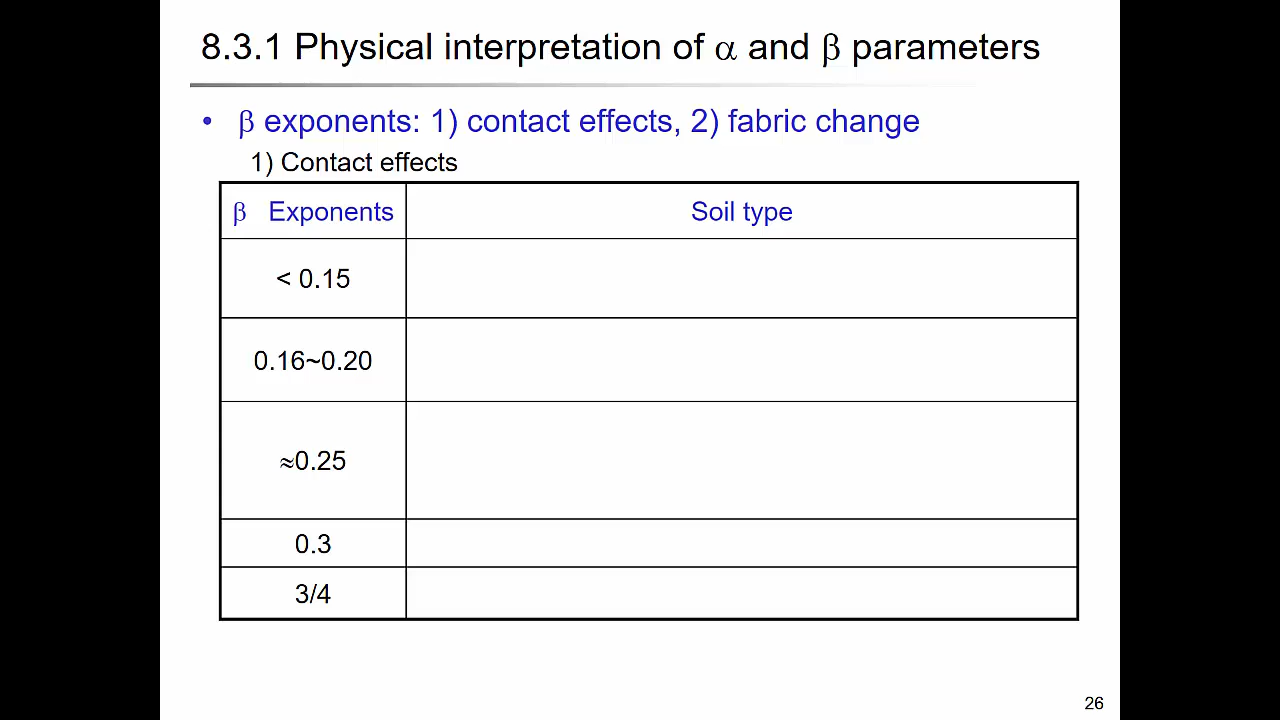 8.3.1 Physical interpretation of α and β parameters
• β exponents: 1) contact effects, 2) fabric change
1) Contact effects
β Exponents Soil type
< 0.15
0.16~0.20
≈0.25
0.3
3/4
26